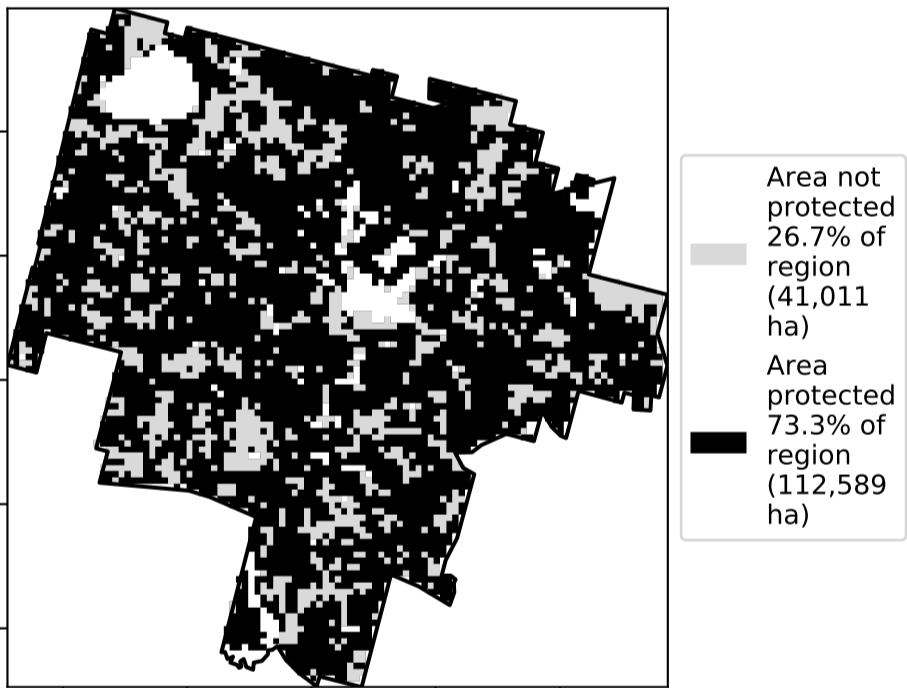 Area not
protected
26.7% of
region
(41,011
ha)
Area
protected
73.3% of
region
(112,589
ha)